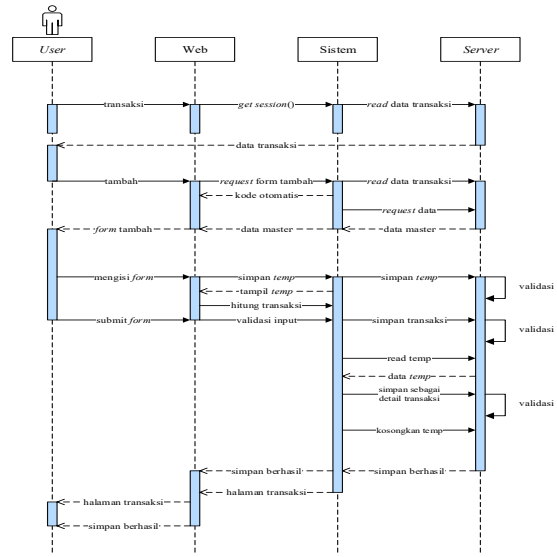 User Web Sistem Server
transaksi get session() read data transaksi
data transaksi
tambah request form tambah read data transaksi
kode otomatis
request data
form tambah data master data master
mengisi form simpan temp simpan temp
validasi
tampil temp
hitung transaksi
submit form validasi input simpan transaksi
validasi
read temp
data temp
simpan sebagai
detail transaksi
validasi
kosongkan temp
simpan berhasil simpan berhasil
halaman transaksi
halaman transaksi
simpan berhasil